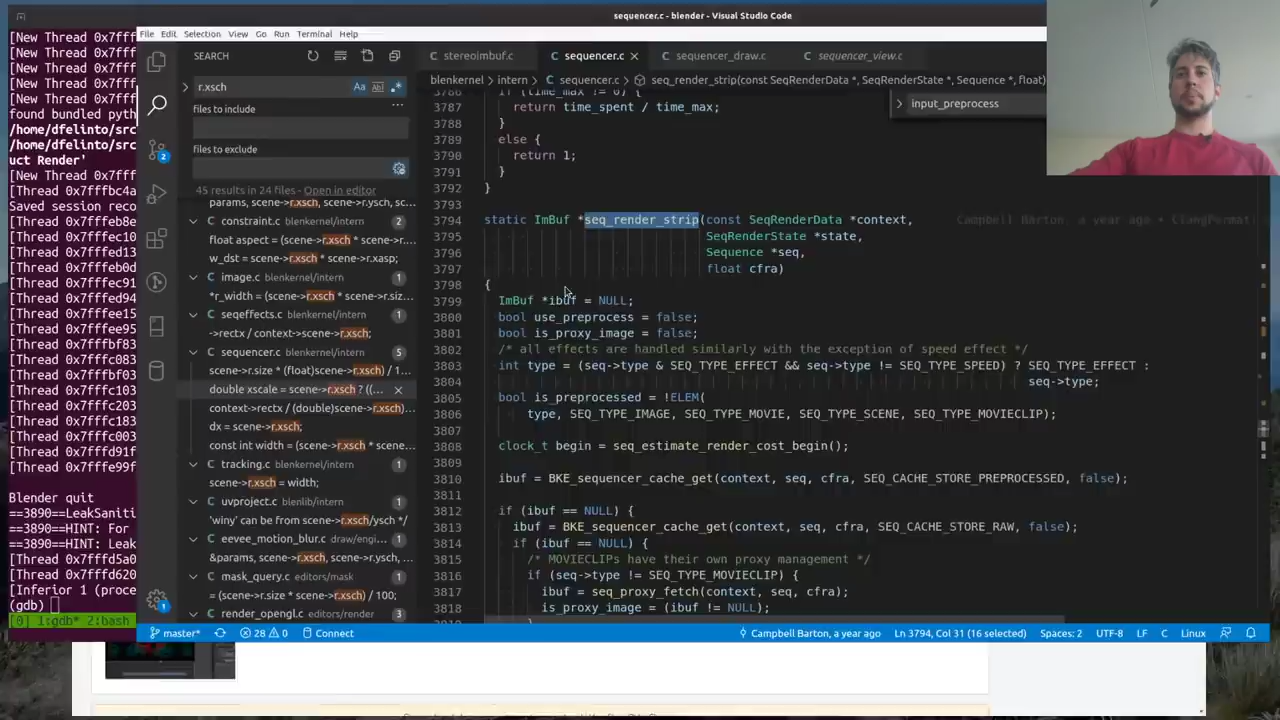 sequencer.c - blender - Visual Studio Code
File Edit Selection View Go Run Terminal Help
[New Thread 0x7fff
[New Thread 0x7fff
[New Thread 0x7fff
[New Thread 0x7fff
[New Thread 0x7fff
found bundled pyth
/home/dfelinto/src
/home/dfelinto/src
uct Render'
[New Thread 0x7fff
[Thread 0x7fffbc4a
Saved session reco
[Thread 0x7fffeb8e
[Thread 0x7fffec10
[Thread 0x7fffed13
[Thread 0x7fffeb0d
[Thread 0x7fffec07
[Thread 0x7fffed94
[Thread 0x7fffee15
[Thread 0x7fffee95
[Thread 0x7fffbf83
[Thread 0x7fffc083
[Thread 0x7fffbfb3
[Thread 0x7fffc103
[Thread 0x7fffc203
[Thread 0x7fffc183
[Thread 0x7fffc003
[Thread 0x7fffd91f
[Thread 0x7fffe99f
Blender quit
==3890==LeakSaniti
==3890==HINT: For
==3890==HINT: Leak
[Thread 0x7fffd5a0
[Thread 0x7fffd620
[Inferior 1 (proce
(gdb)
[0] 1:gdb* 2:bash
SEARCH
r.xsch
Aa Abl .*
files to include
files to exclude
45 results in 24 files - Open in editor
params, scene->r.xsch, scene->r.ysch, sc...
constraint.c blenkernel/intern 2
float aspect = (scene->r.xsch * scene->r....
w_dst = scene->r.xsch * scene->r.xasp;
image.c blenkernel/intern 1
*r_width = (scene->r.xsch * scene->r.siz...
seqeffects.c blenkernel/intern 1
->rectx / context->scene->r.xsch;
sequencer.c blenkernel/intern 5
scene->r.size * (float)scene->r.xsch) / 1...
double xscale = scene->r.xsch ? ((...
context->rectx / (double)scene->r.xsch)...
dx = scene->r.xsch;
const int width = (scene->r.xsch * scene...
tracking.c blenkernel/intern 1
scene->r.xsch = width;
uvproject.c blenlib/intern 1
'winy' can be from scene->r.xsch/ysch */
eevee_motion_blur.c draw/engi... 1
&params, scene->r.xsch, scene->r.ysch, ...
mask_query.c editors/mask 1
= (scene->r.size * scene->r.xsch) / 100;
render_opengl.c editors/render 3
stereoimbuf.c sequencer.c sequencer_draw.c sequencer_view.c
blenkernel > intern > sequencer.c > seq_render_strip(const SeqRenderData *, SeqRenderState *, Sequence *, float)
input_preprocess
3786 if (time_max != 0) {
3787 return time_spent / time_max;
3788 }
3789 else {
3790 return 1;
3791 }
3792 }
3793
3794 static ImBuf *seq_render_strip(const SeqRenderData *context, Campbell Barton, a year ago • ClangFormat
3795 SeqRenderState *state,
3796 Sequence *seq,
3797 float cfra)
3798 {
3799 ImBuf *ibuf = NULL;
3800 bool use_preprocess = false;
3801 bool is_proxy_image = false;
3802 /* all effects are handled similarly with the exception of speed effect */
3803 int type = (seq->type & SEQ_TYPE_EFFECT && seq->type != SEQ_TYPE_SPEED) ? SEQ_TYPE_EFFECT :
3804 seq->type;
3805 bool is_preprocessed = !ELEM(
3806 type, SEQ_TYPE_IMAGE, SEQ_TYPE_MOVIE, SEQ_TYPE_SCENE, SEQ_TYPE_MOVIECLIP);
3807
3808 clock_t begin = seq_estimate_render_cost_begin();
3809
3810 ibuf = BKE_sequencer_cache_get(context, seq, cfra, SEQ_CACHE_STORE_PREPROCESSED, false);
3811
3812 if (ibuf == NULL) {
3813 ibuf = BKE_sequencer_cache_get(context, seq, cfra, SEQ_CACHE_STORE_RAW, false);
3814 if (ibuf == NULL) {
3815 /* MOVIECLIPs have their own proxy management */
3816 if (seq->type != SEQ_TYPE_MOVIECLIP) {
3817 ibuf = seq_proxy_fetch(context, seq, cfra);
3818 is_proxy_image = (ibuf != NULL);
master* 28 0 Connect Campbell Barton, a year ago Ln 3794, Col 31 (16 selected) Spaces: 2 UTF-8 LF C Linux